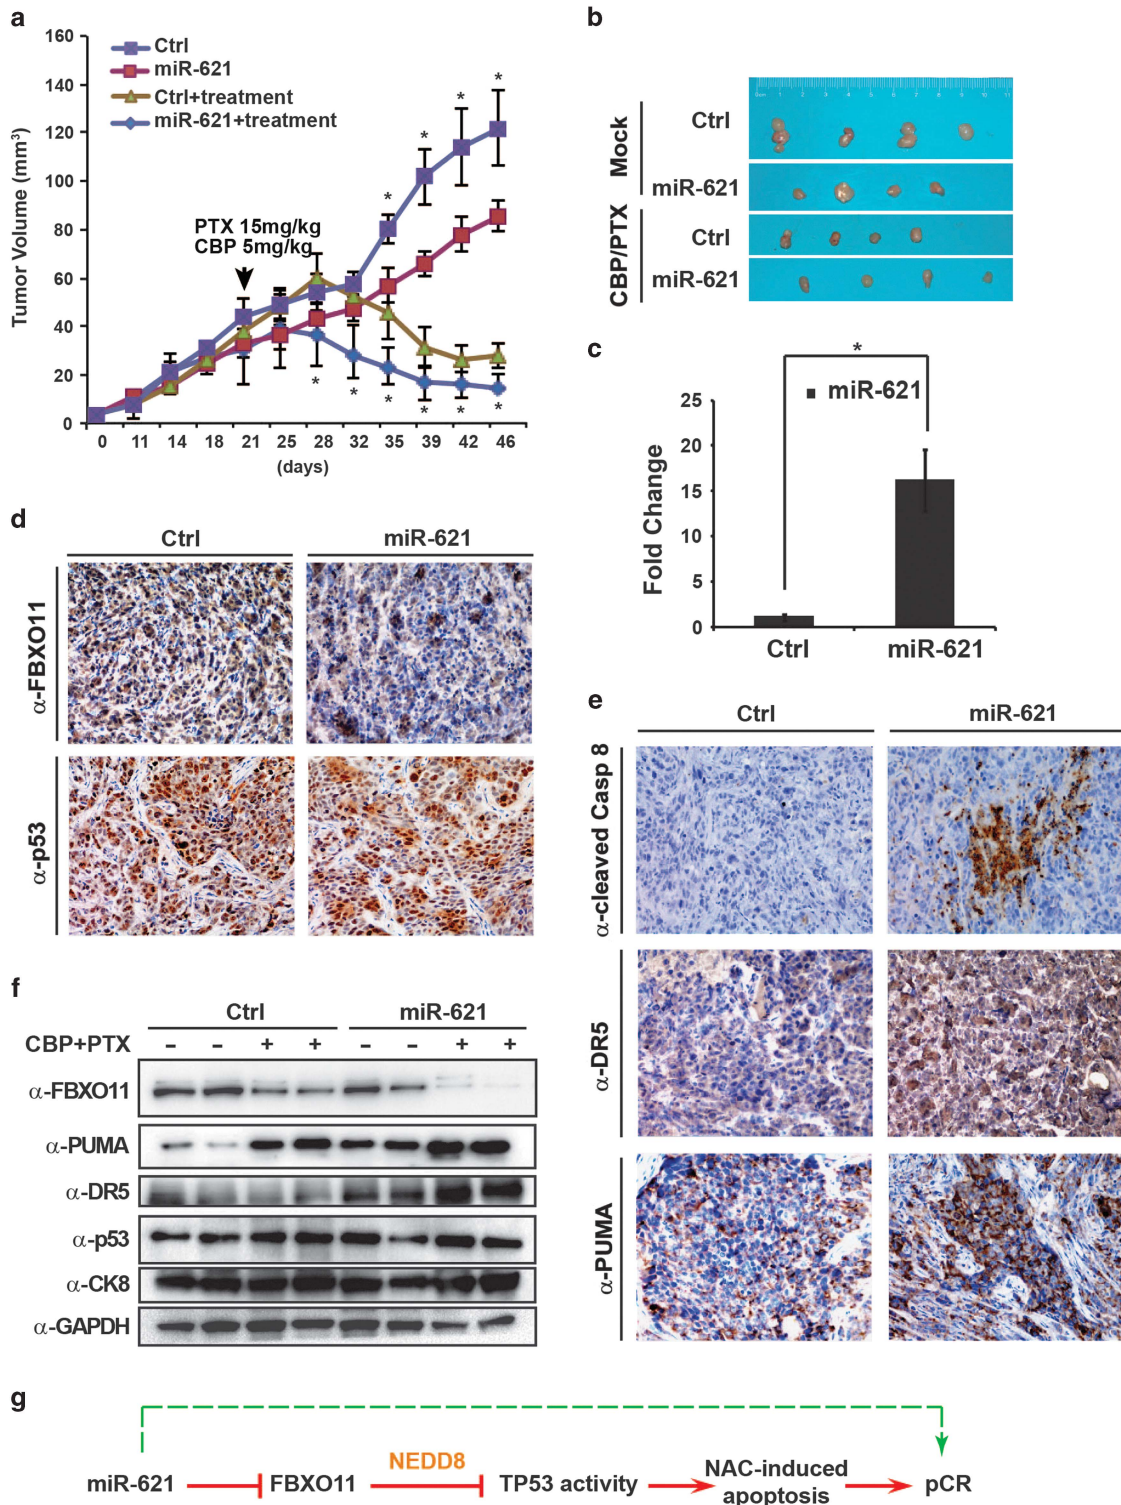 a
160
140
120
100
80
60
40
20
0
Tumor Volume (mm³)
Ctrl
miR-621
Ctrl+treatment
miR-621+treatment
PTX 15mg/kg
CBP 5mg/kg
* * * *
* * * * * *
0 11 14 18 21 25 28 32 35 39 42 46
(days)
b
Mock
Ctrl
miR-621
CBP/PTX
Ctrl
miR-621
c
*
miR-621
25
20
15
10
5
0
Fold Change
Ctrl miR-621
d
Ctrl miR-621
α-FBXO11
α-p53
e
Ctrl miR-621
α-cleaved Casp 8
α-DR5
α-PUMA
f
Ctrl miR-621
CBP+PTX − − + + − − + +
α-FBXO11
α-PUMA
α-DR5
α-p53
α-CK8
α-GAPDH
g
NEDD8
miR-621 FBXO11 TP53 activity NAC-induced apoptosis pCR